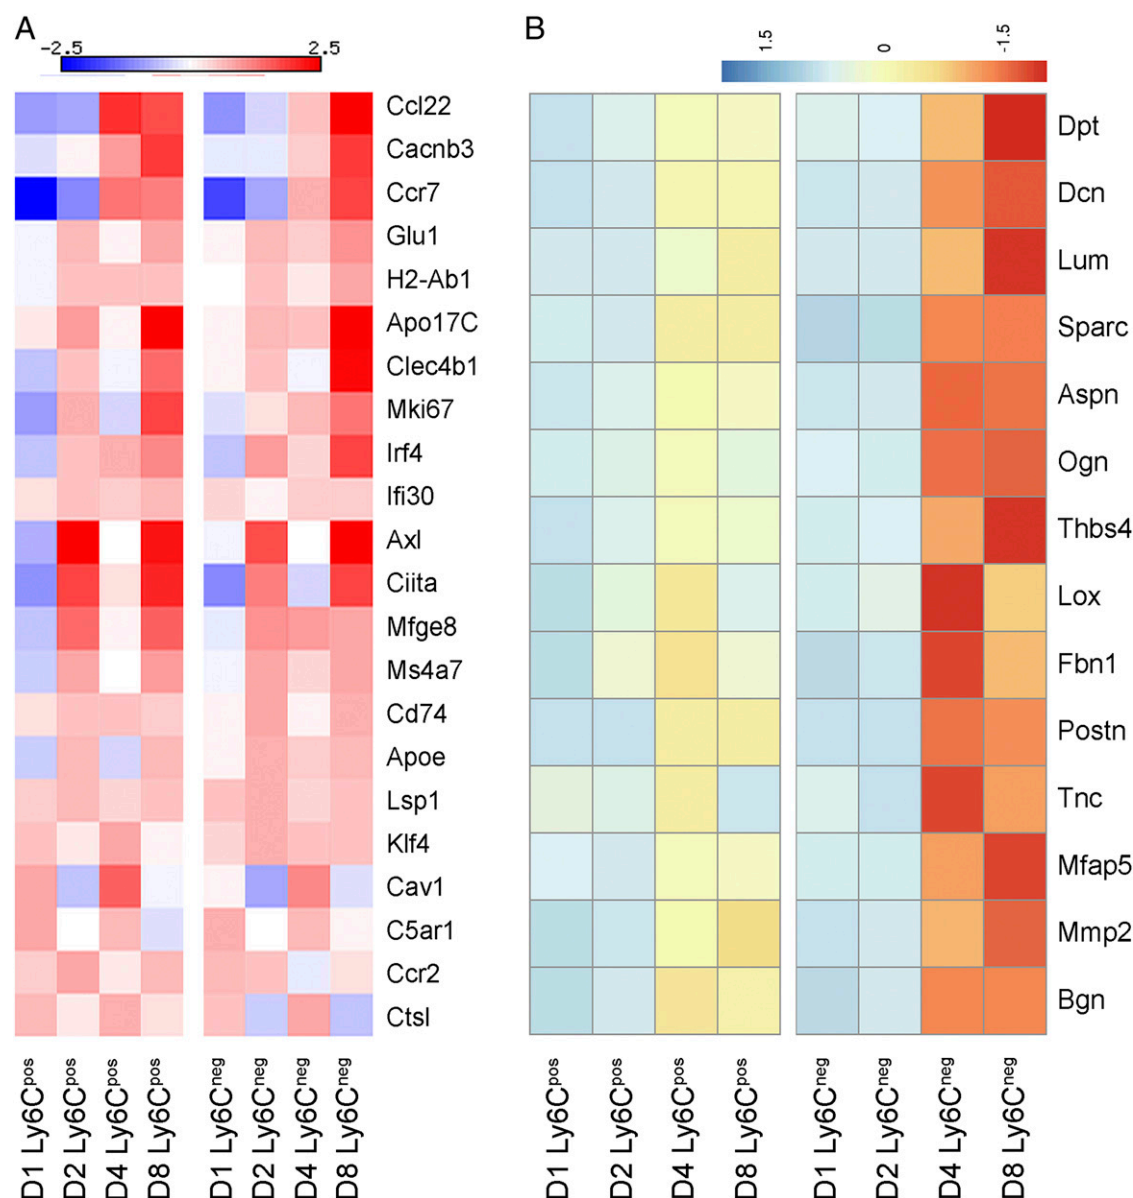 A
-2.5 2.5
Ccl22
Cacnb3
Ccr7
Glu1
H2-Ab1
Apo17C
Clec4b1
Mki67
Irf4
Ifi30
Axl
Ciita
Mfge8
Ms4a7
Cd74
Apoe
Lsp1
Klf4
Cav1
C5ar1
Ccr2
Ctsl
D1 Ly6Cpos
D2 Ly6Cpos
D4 Ly6Cpos
D8 Ly6Cpos
D1 Ly6Cneg
D2 Ly6Cneg
D4 Ly6Cneg
D8 Ly6Cneg
B
1.5 0 -1.5
Dpt
Dcn
Lum
Sparc
Aspn
Ogn
Thbs4
Lox
Fbn1
Postn
Tnc
Mfap5
Mmp2
Bgn
D1 Ly6Cpos
D2 Ly6Cpos
D4 Ly6Cpos
D8 Ly6Cpos
D1 Ly6Cneg
D2 Ly6Cneg
D4 Ly6Cneg
D8 Ly6Cneg